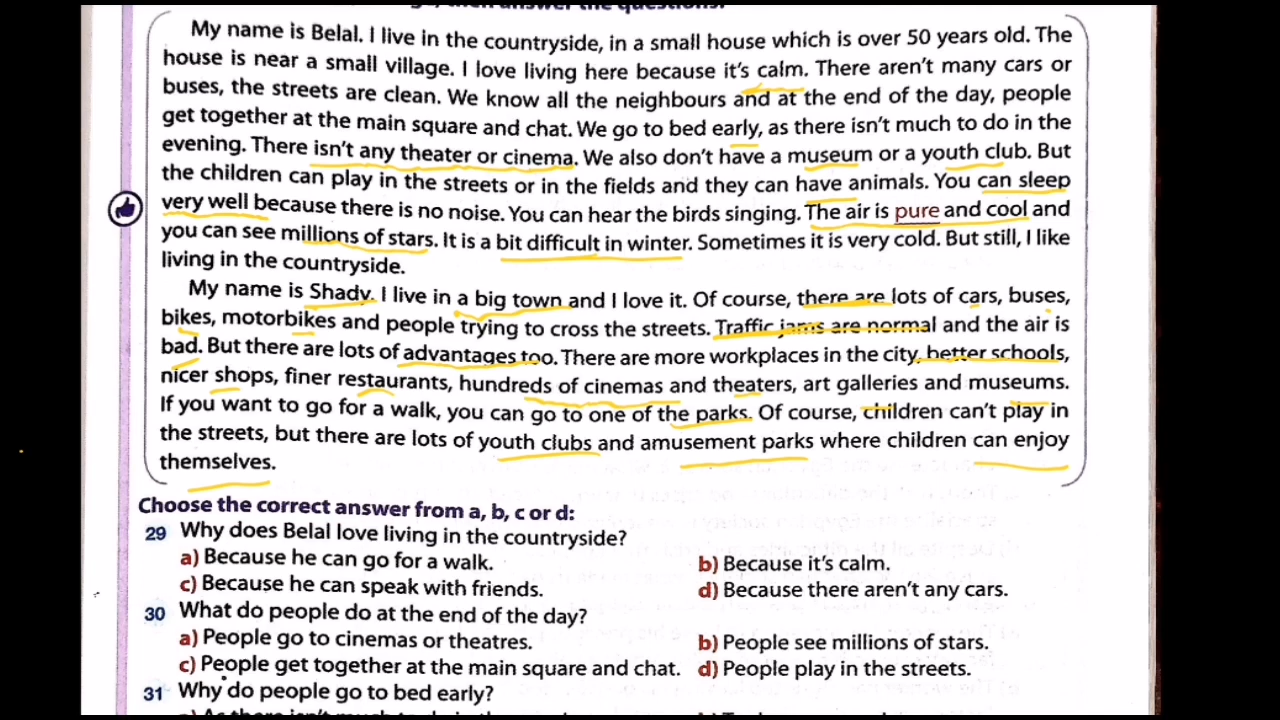 then answer the questions:
My name is Belal. I live in the countryside, in a small house which is over 50 years old. The
house is near a small village. I love living here because it's calm. There aren't many cars or
buses, the streets are clean. We know all the neighbours and at the end of the day, people
get together at the main square and chat. We go to bed early, as there isn't much to do in the
evening. There isn't any theater or cinema. We also don't have a museum or a youth club. But
the children can play in the streets or in the fields and they can have animals. You can sleep
very well because there is no noise. You can hear the birds singing. The air is pure and cool and
you can see millions of stars. It is a bit difficult in winter. Sometimes it is very cold. But still, I like
living in the countryside.
My name is Shady. I live in a big town and I love it. Of course, there are lots of cars, buses,
bikes, motorbikes and people trying to cross the streets. Traffic jams are normal and the air is
bad. But there are lots of advantages too. There are more workplaces in the city, better schools,
nicer shops, finer restaurants, hundreds of cinemas and theaters, art galleries and museums.
If you want to go for a walk, you can go to one of the parks. Of course, children can't play in
the streets, but there are lots of youth clubs and amusement parks where children can enjoy
themselves.
Choose the correct answer from a, b, c or d:
29 Why does Belal love living in the countryside?
a) Because he can go for a walk. b) Because it's calm.
c) Because he can speak with friends. d) Because there aren't any cars.
30 What do people do at the end of the day?
a) People go to cinemas or theatres. b) People see millions of stars.
c) People get together at the main square and chat. d) People play in the streets.
31 Why do people go to bed early?